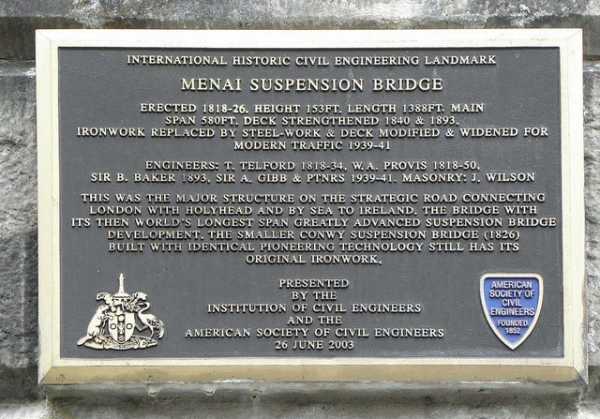 INTERNATIONAL HISTORIC CIVIL ENGINEERING LANDMARK
MENAI SUSPENSION BRIDGE
ERECTED 1818-26, HEIGHT 153FT, LENGTH 1388FT. MAIN
SPAN 580FT, DECK STRENGTHENED 1840 & 1893.
IRONWORK REPLACED BY STEEL-WORK & DECK MODIFIED & WIDENED FOR
MODERN TRAFFIC 1939-41
ENGINEERS: T. TELFORD 1818-34, W.A. PROVIS 1818-50,
SIR B. BAKER 1893, SIR A. GIBB & PTNRS 1939-41. MASONRY: J. WILSON
THIS WAS THE MAJOR STRUCTURE ON THE STRATEGIC ROAD CONNECTING
LONDON WITH HOLYHEAD AND BY SEA TO IRELAND. THE BRIDGE WITH
ITS THEN WORLD'S LONGEST SPAN GREATLY ADVANCED SUSPENSION BRIDGE
DEVELOPMENT. THE SMALLER CONWY SUSPENSION BRIDGE (1826)
BUILT WITH IDENTICAL PIONEERING TECHNOLOGY STILL HAS ITS
ORIGINAL IRONWORK.
PRESENTED
BY THE
INSTITUTION OF CIVIL ENGINEERS
AND THE
AMERICAN SOCIETY OF CIVIL ENGINEERS
26 JUNE 2003
AMERICAN
SOCIETY OF
CIVIL
ENGINEERS
FOUNDED
1852